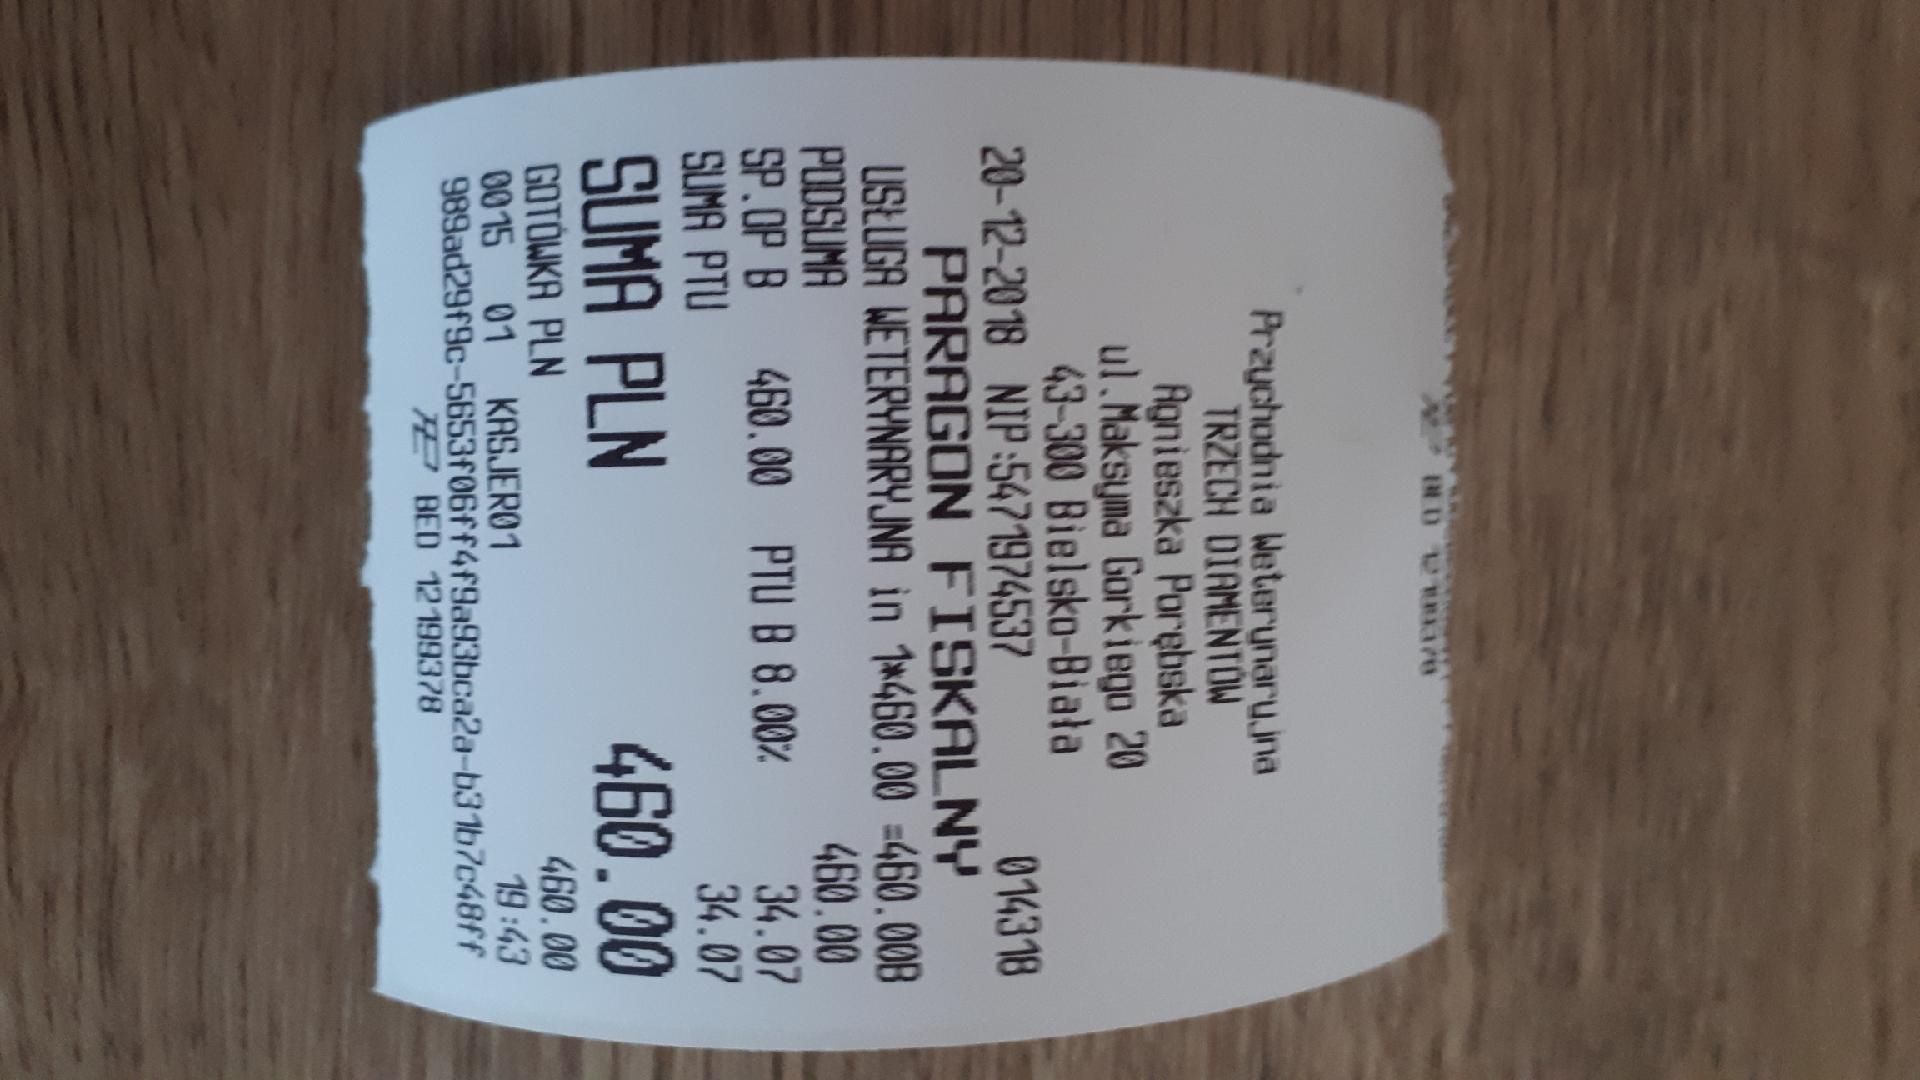 Przychodnia Weterynaryjna
TRZECH DIAMENTÓW
Agnieszka Porębska
ul.Maksyma Gorkiego 20
43-300 Bielsko-Biała
20-12-2018 NIP:5471974537 014318
PARAGON FISKALNY
USŁUGA WETERYNARYJNA in 1*460.00 =460.00B
PODSUMA 460.00
SP.OP B 460.00 PTU B 8.00% 34.07
SUMA PTU 34.07
SUMA PLN 460.00
GOTÓWKA PLN 460.00
0015 01 KASJER01 19:43
989ad29f9c-5653f06ff4f9a93bca2a-b31b7c48ff
BED 12199378